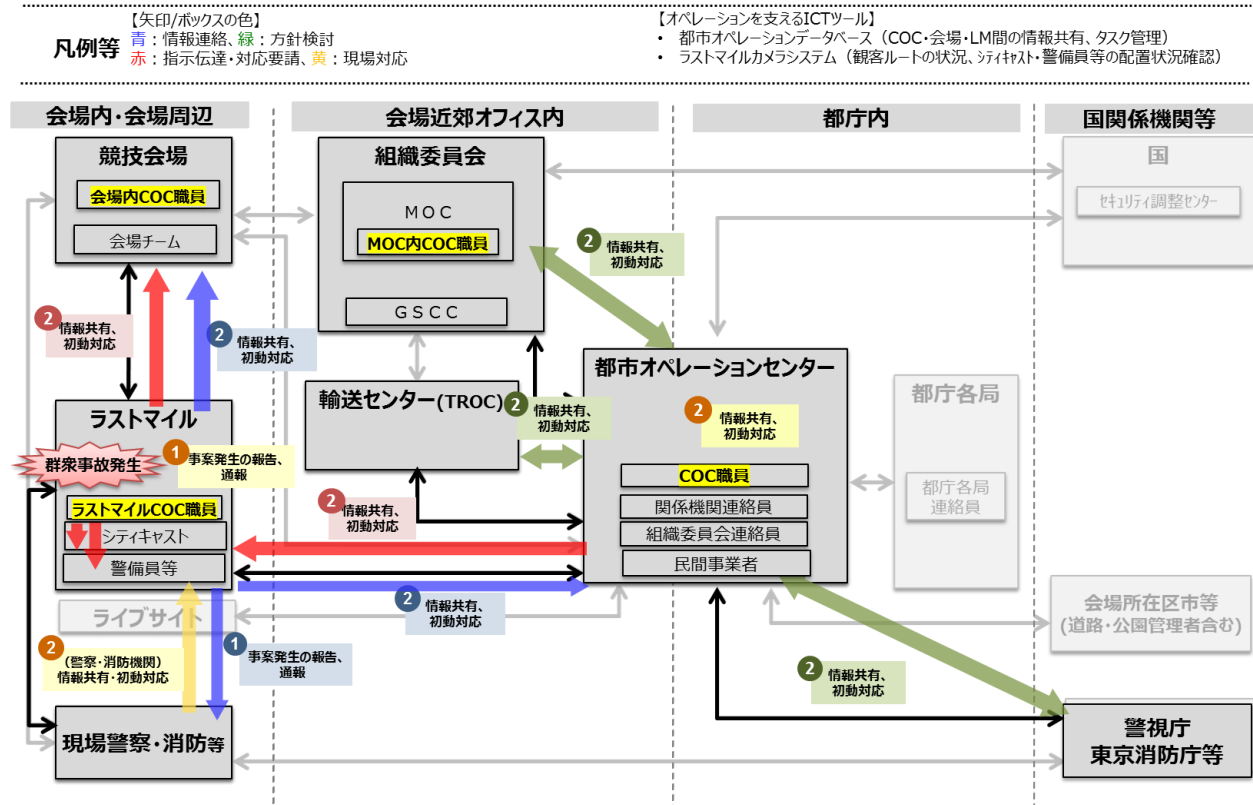 凡例等
【矢印/ボックスの色】
青：情報連絡、緑：方針検討
赤：指示伝達・対応要請、黄：現場対応
【オペレーションを支えるICTツール】
• 都市オペレーションデータベース（COC・会場・LM間の情報共有、タスク管理）
• ラストマイルカメラシステム（観客ルートの状況、ｼﾃｨｷｬｽﾄ・警備員等の配置状況確認）
会場内・会場周辺
会場近郊オフィス内
都庁内
国関係機関等
競技会場
会場内COC職員
会場チーム
組織委員会
MOC
MOC内COC職員
GSCC
国
ｾｷｭﾘﾃｨ調整ｾﾝﾀｰ
2
情報共有、
初動対応
2
情報共有、
初動対応
2
情報共有、
初動対応
都市オペレーションセンター
2
情報共有、
初動対応
COC職員
関係機関連絡員
組織委員会連絡員
民間事業者
輸送センター(TROC)
2
情報共有、
初動対応
都庁各局
都庁各局
連絡員
ラストマイル
群衆事故発生
1
事案発生の報告、
通報
ラストマイルCOC職員
シティキャスト
警備員等
2
情報共有、
初動対応
ライブサイト
2
情報共有、
初動対応
会場所在区市等
(道路・公園管理者含む)
2
(警察・消防機関)
情報共有・初動対応
1
事案発生の報告、
通報
2
情報共有、
初動対応
現場警察・消防等
警視庁
東京消防庁等